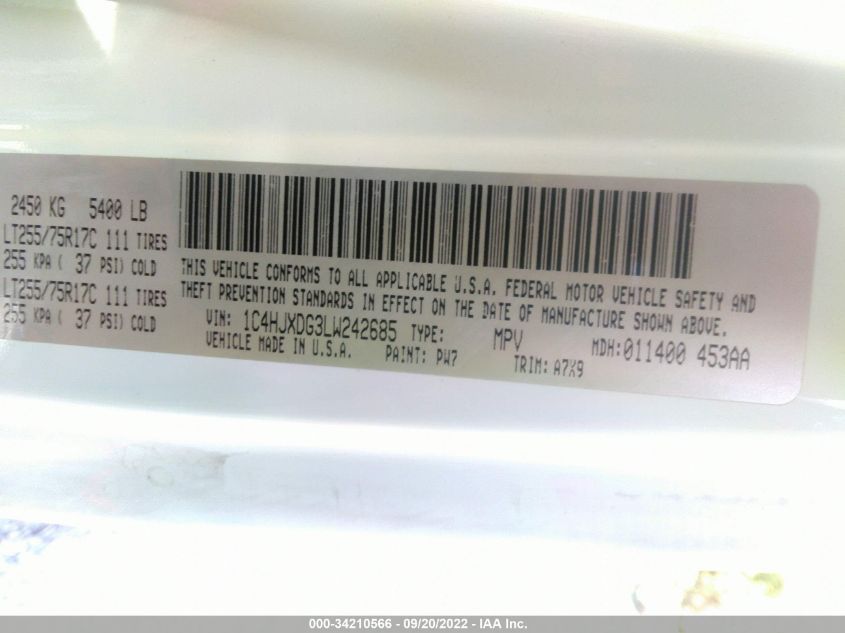 2450 KG 5400 LB
LT255/75R17C 111 TIRES
255 KPA ( 37 PSI) COLD
LT255/75R17C 111 TIRES
255 KPA ( 37 PSI) COLD
THIS VEHICLE CONFORMS TO ALL APPLICABLE U.S.A. FEDERAL MOTOR VEHICLE SAFETY AND
THEFT PREVENTION STANDARDS IN EFFECT ON THE DATE OF MANUFACTURE SHOWN ABOVE.
VIN: 1C4HJXDG3LW242685 TYPE: MPV MDH:011400 453AA
VEHICLE MADE IN U.S.A. PAINT: PW7 TRIM: A7X9
000-34210566 - 09/20/2022 - IAA Inc.